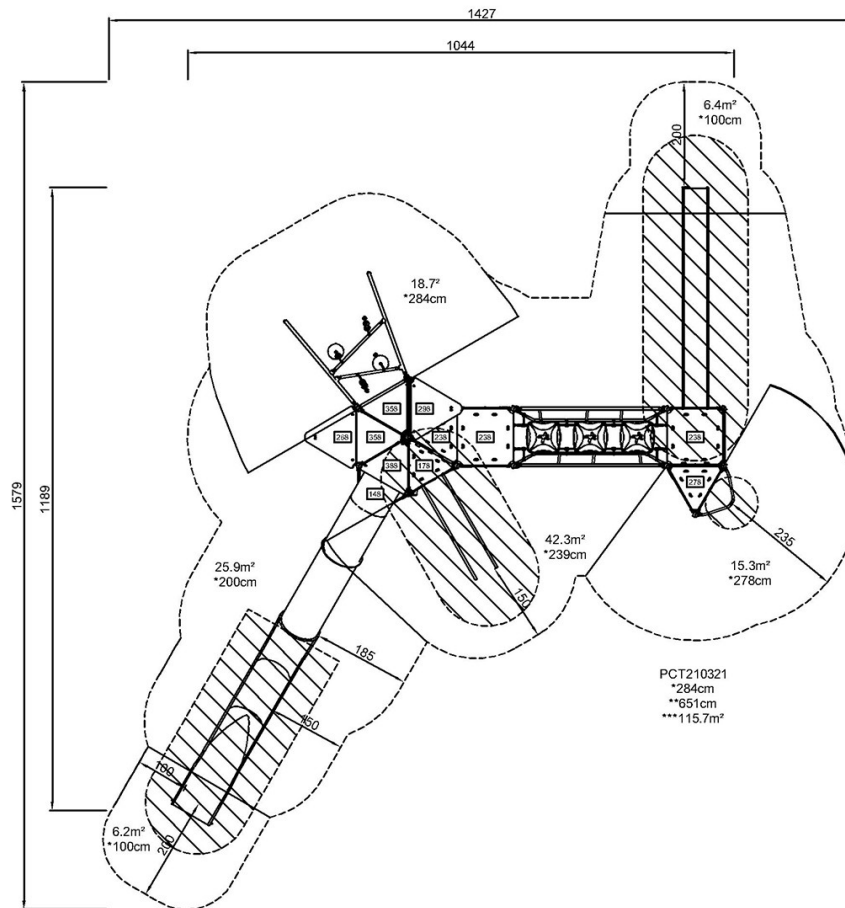 1427
1044
6.4m²
*100cm
200
18.7²
*284cm
1579
1189
358
298
268
358
238
238
238
388
178
148
278
42.3m²
*239cm
235
15.3m²
*278cm
25.9m²
*200cm
150
185
150
PCT210321
*284cm
**651cm
***115.7m²
100
6.2m²
*100cm
200